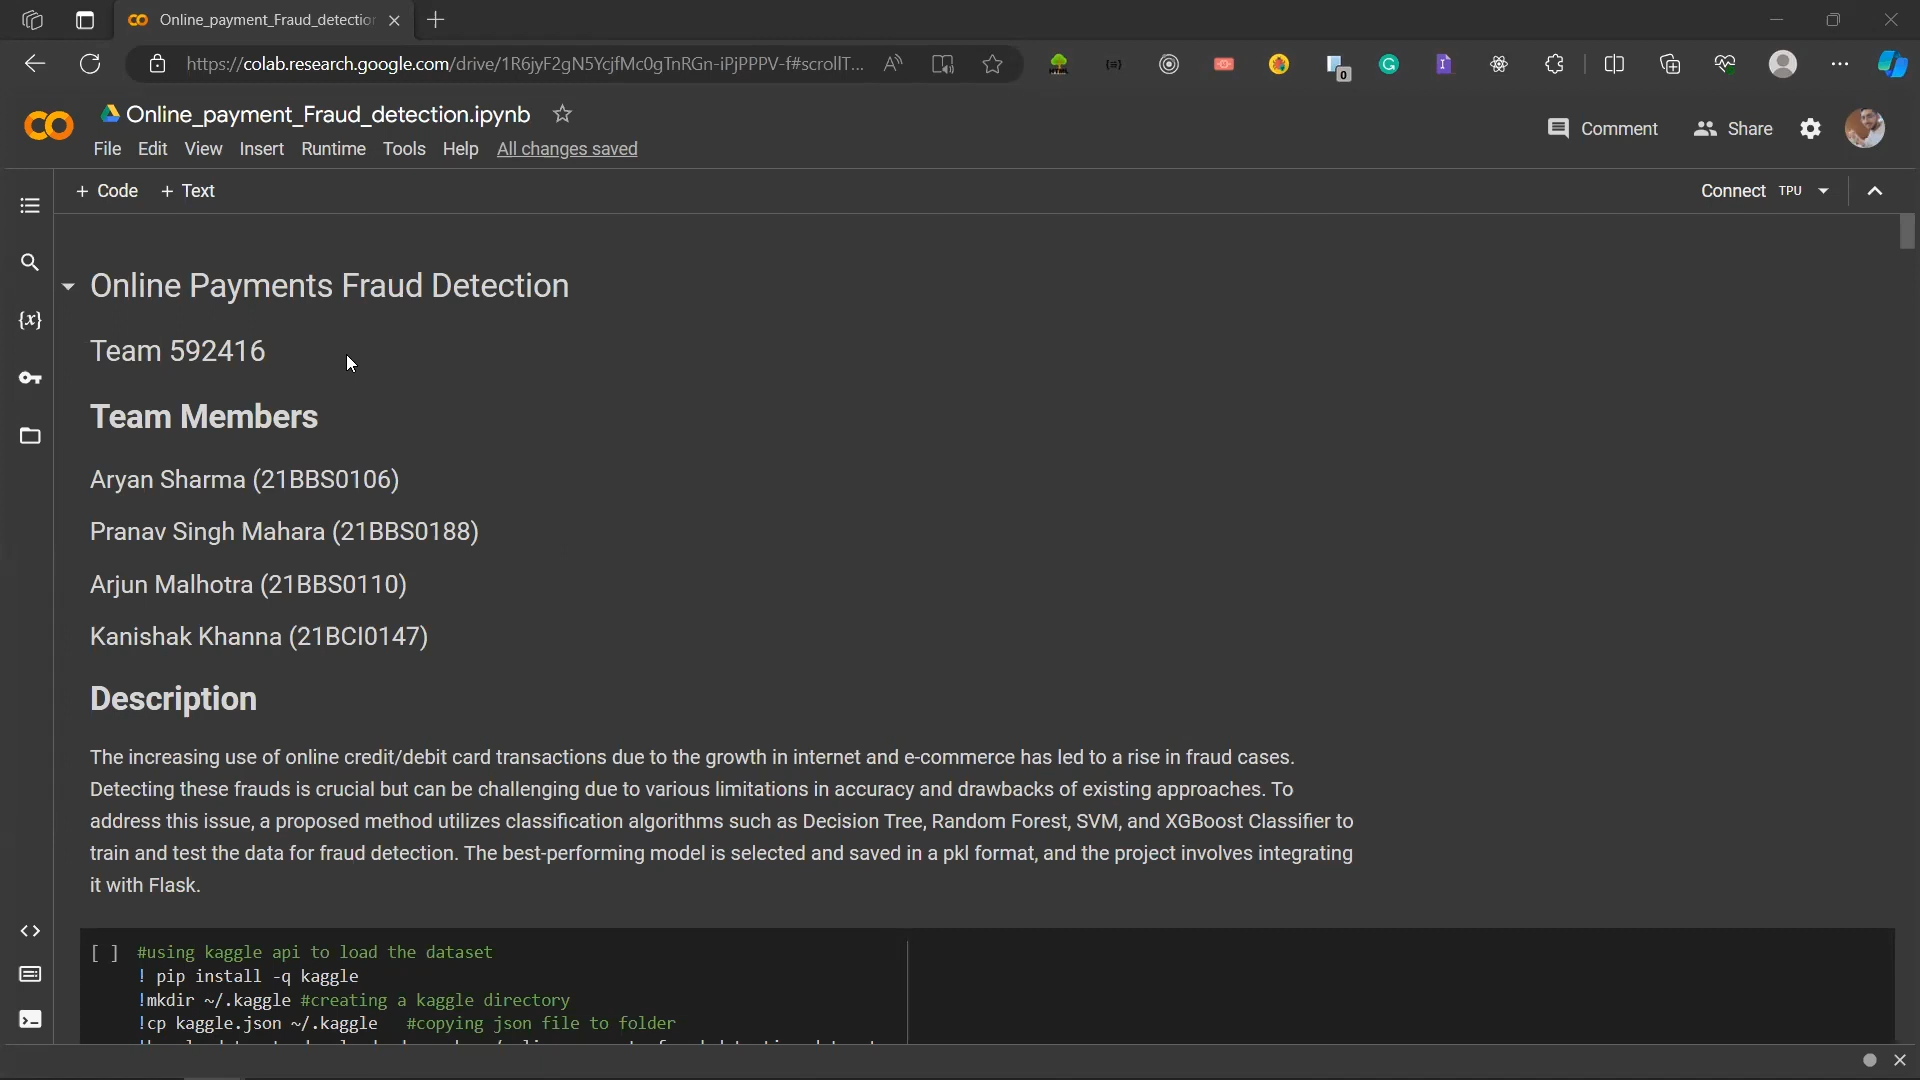 Online_payment_Fraud_detectio
https://colab.research.google.com/drive/1R6jyF2gN5YcjfMc0gTnRGn-iPjPPPV-f#scrollT...
Online_payment_Fraud_detection.ipynb
File Edit View Insert Runtime Tools Help All changes saved
Comment Share
+ Code + Text
Connect TPU
Online Payments Fraud Detection
Team 592416
Team Members
Aryan Sharma (21BBS0106)
Pranav Singh Mahara (21BBS0188)
Arjun Malhotra (21BBS0110)
Kanishak Khanna (21BCI0147)
Description
The increasing use of online credit/debit card transactions due to the growth in internet and e-commerce has led to a rise in fraud cases.
Detecting these frauds is crucial but can be challenging due to various limitations in accuracy and drawbacks of existing approaches. To
address this issue, a proposed method utilizes classification algorithms such as Decision Tree, Random Forest, SVM, and XGBoost Classifier to
train and test the data for fraud detection. The best-performing model is selected and saved in a pkl format, and the project involves integrating
it with Flask.
[ ] #using kaggle api to load the dataset
! pip install -q kaggle
!mkdir ~/.kaggle #creating a kaggle directory
!cp kaggle.json ~/.kaggle #copying json file to folder